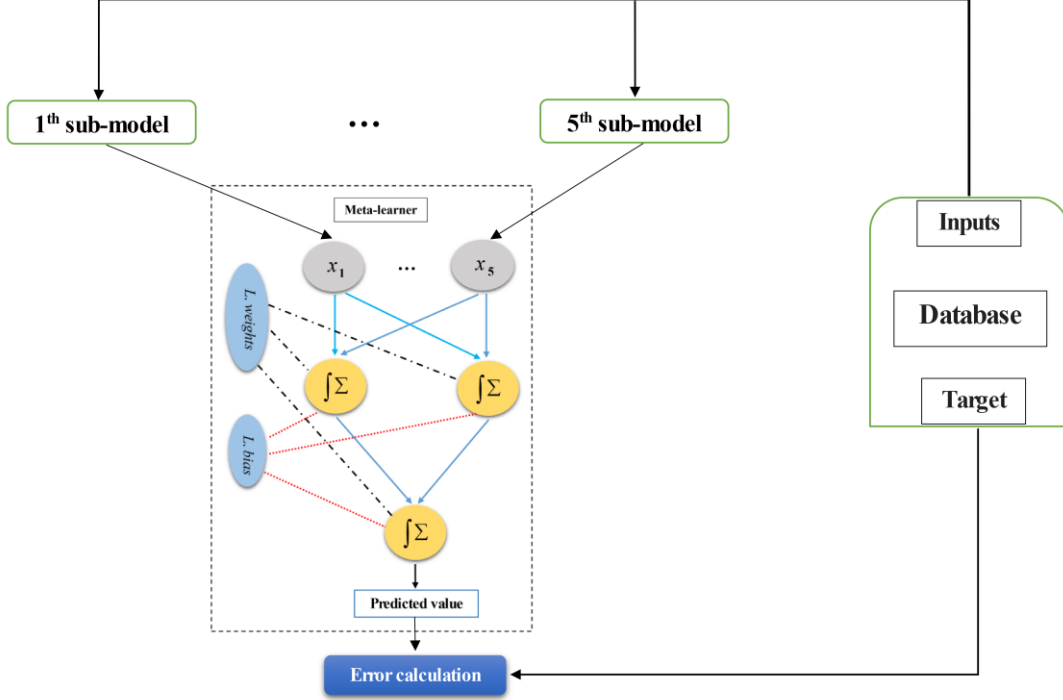 1th sub-model
...
5th sub-model
Meta-learner
Inputs
x1
...
x5
L. weights
Database
∫Σ
∫Σ
Target
L. bias
∫Σ
Predicted value
Error calculation